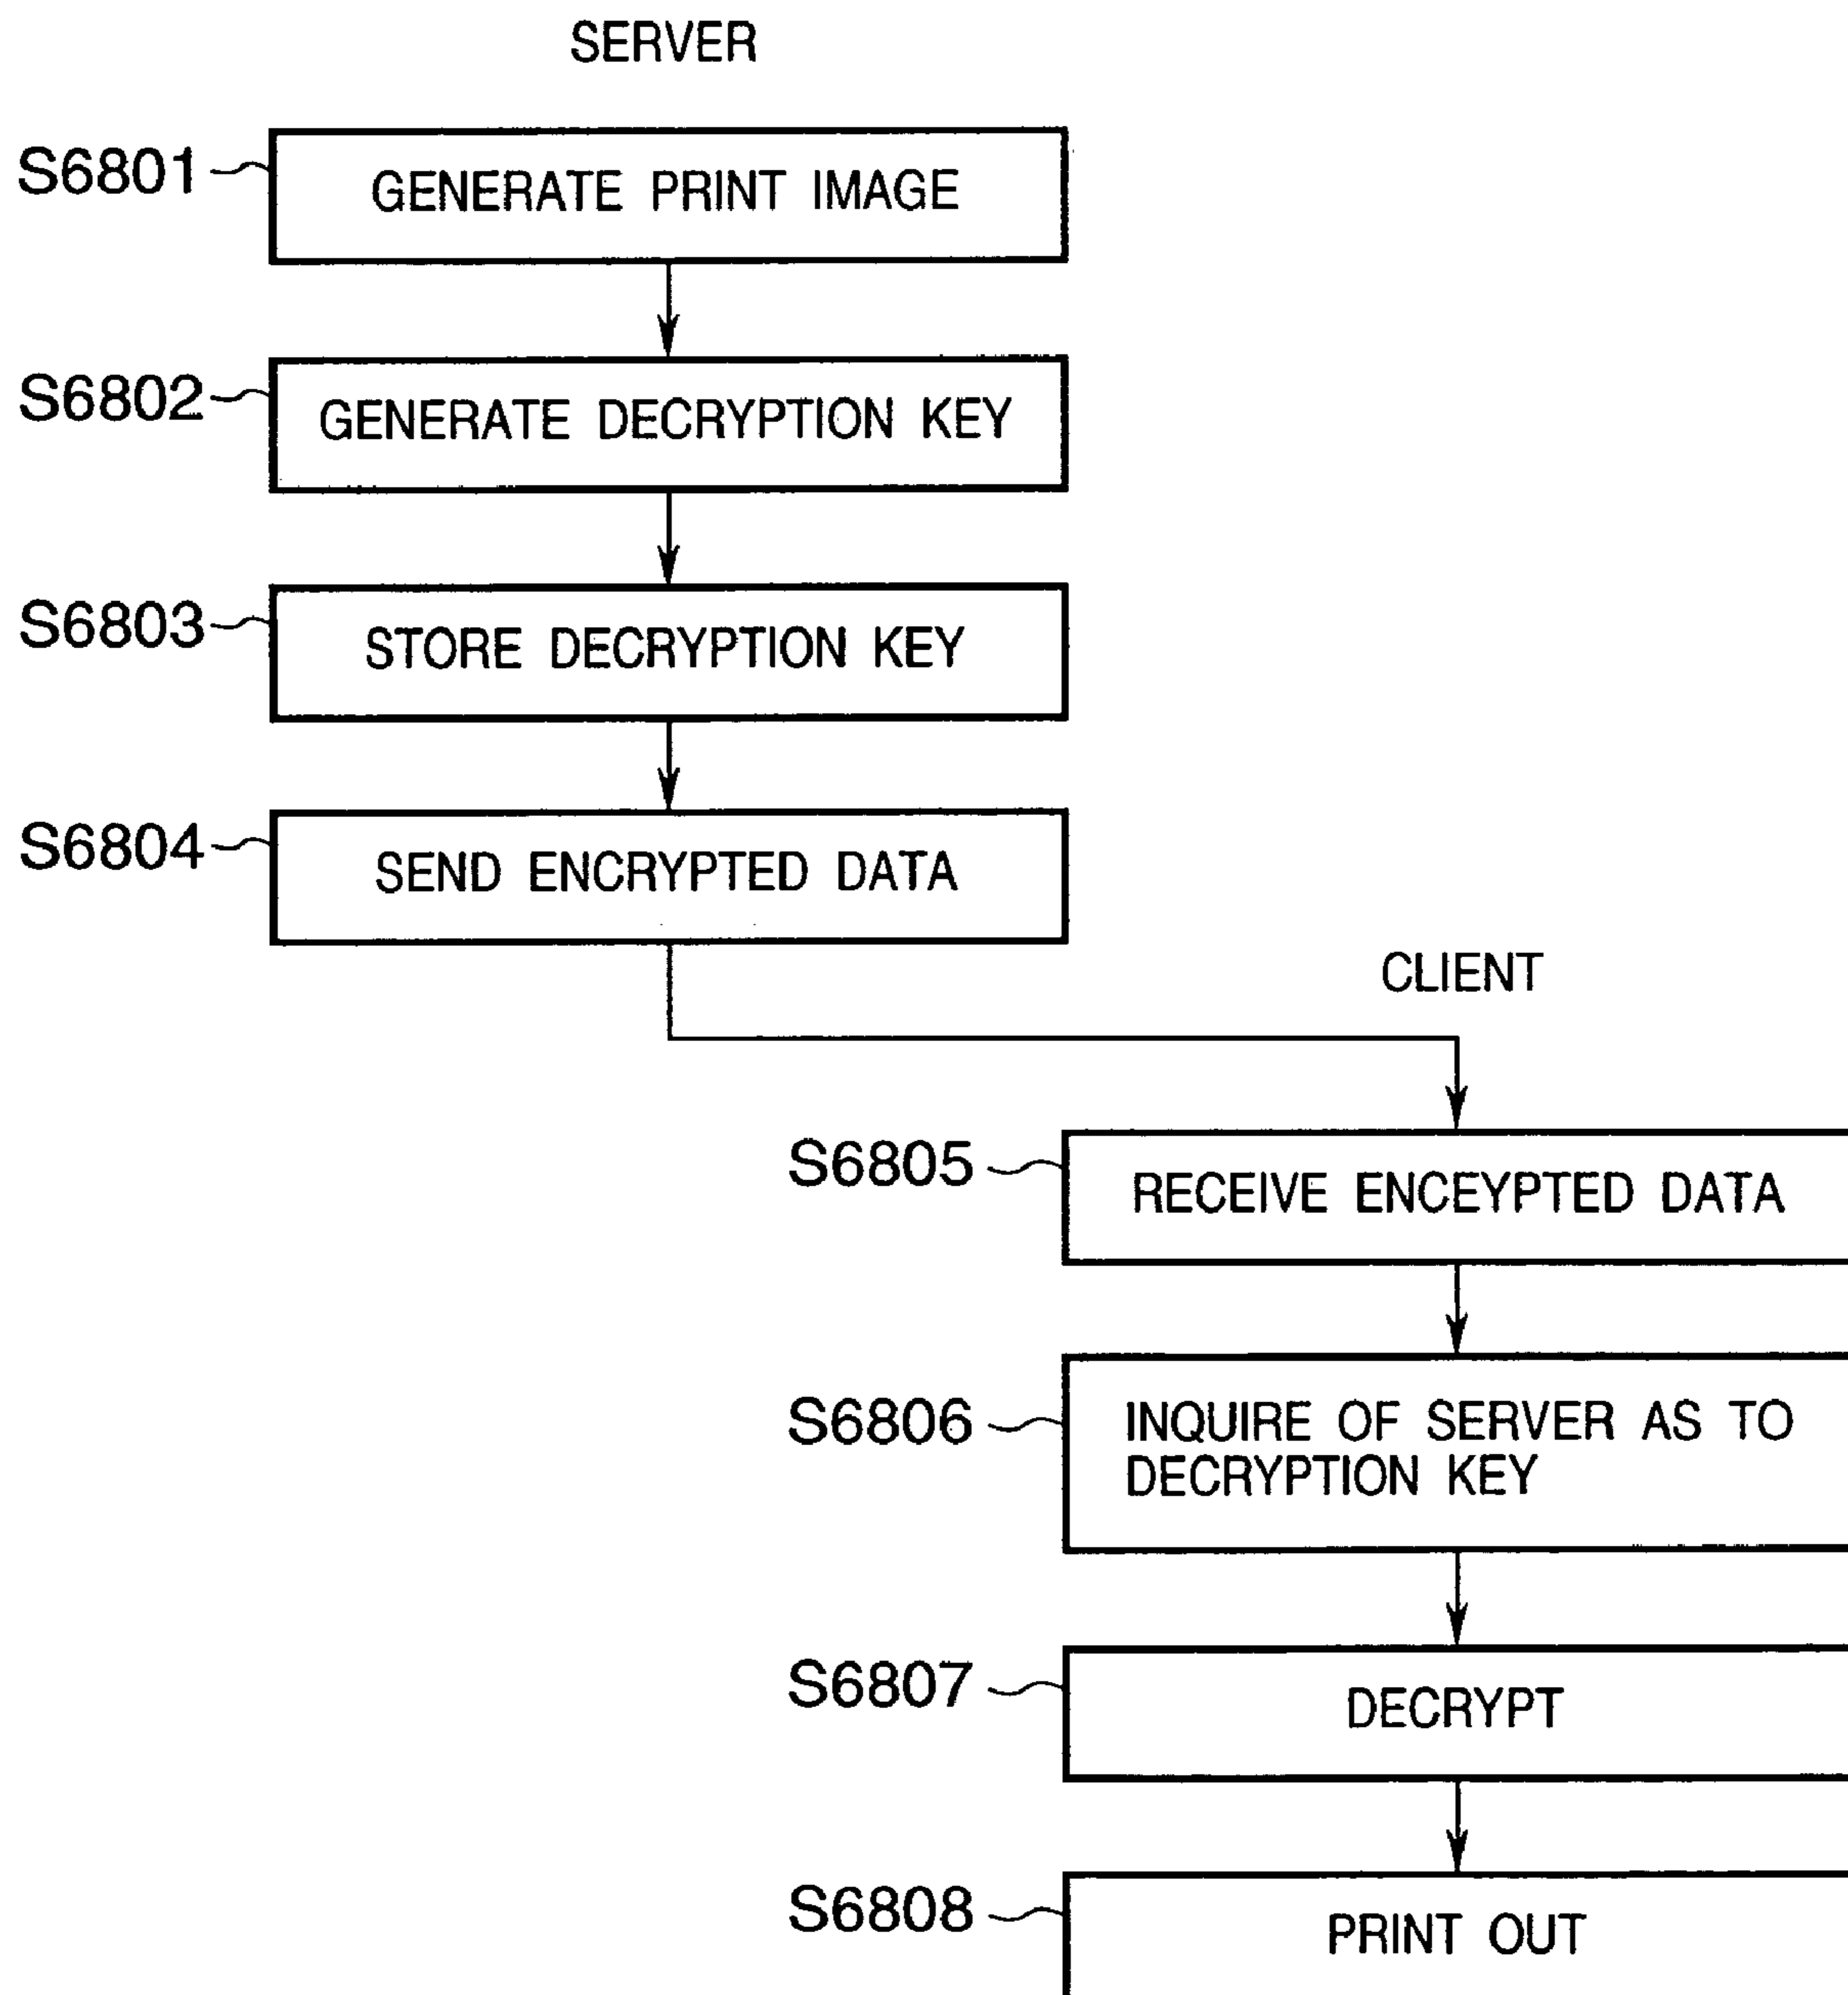 SERVER
S6801
GENERATE PRINT IMAGE
S6802
GENERATE DECRYPTION KEY
S6803
STORE DECRYPTION KEY
S6804
SEND ENCRYPTED DATA
CLIENT
S6805
RECEIVE ENCEYPTED DATA
S6806
INQUIRE OF SERVER AS TO
DECRYPTION KEY
S6807
DECRYPT
S6808
PRINT OUT